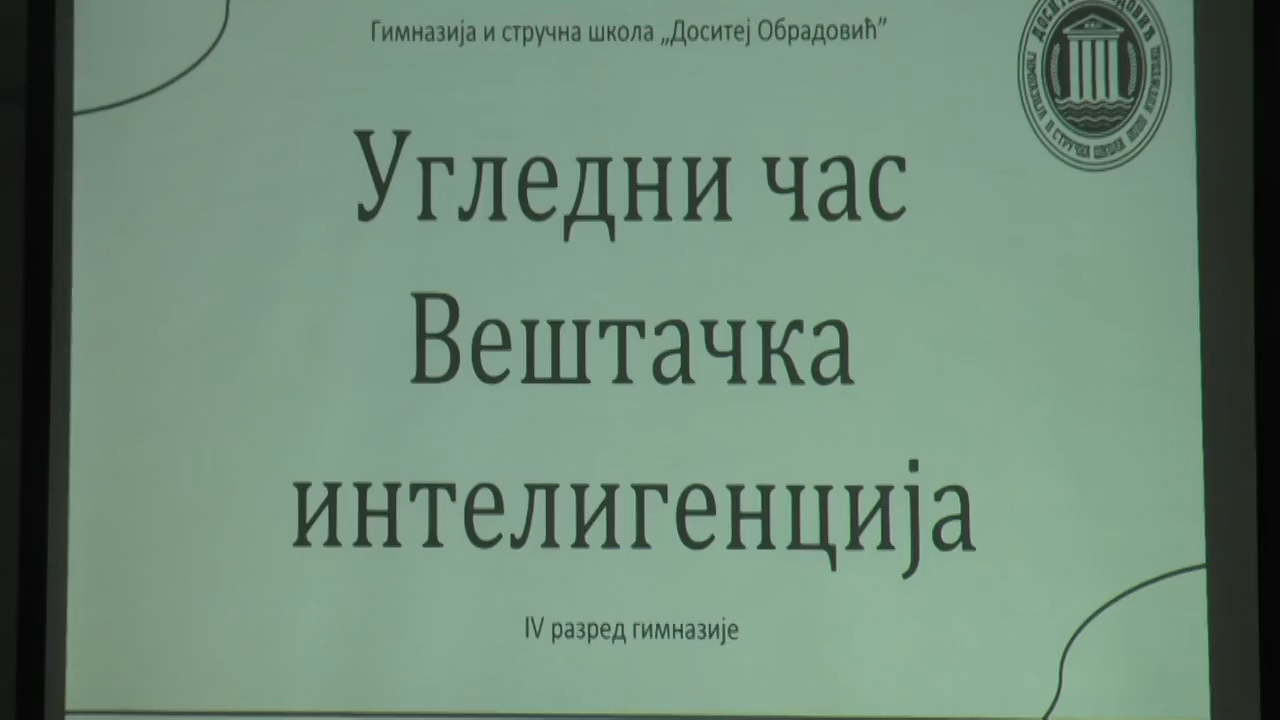 Гимназија и стручна школа „Доситеј Обрадовић”
Угледни час
Вештачка
интелигенција
IV разред гимназије